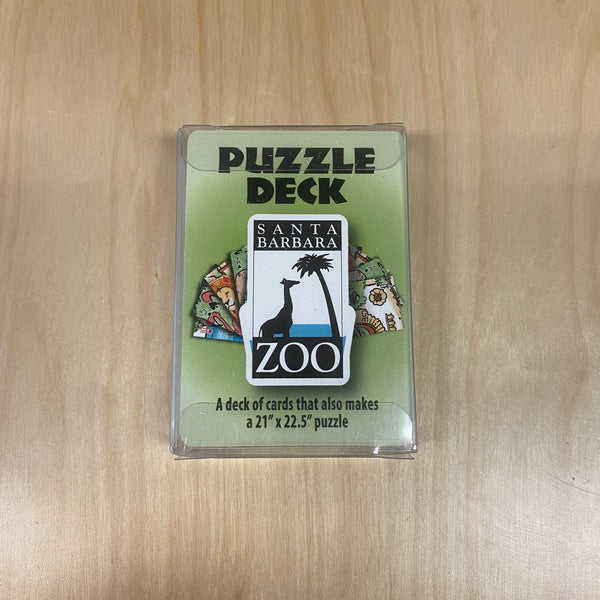 PUZZLE
DECK
SANTA
BARBARA
ZOO
A deck of cards that also makes
a 21” x 22.5” puzzle